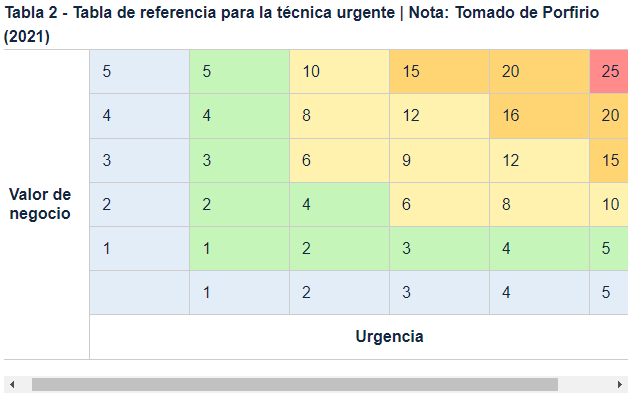 Tabla 2 - Tabla de referencia para la técnica urgente | Nota: Tomado de Porfirio
(2021)
5 5 10 15 20 25
4 4 8 12 16 20
3 3 6 9 12 15
Valor de
negocio
2 2 4 6 8 10
1 1 2 3 4 5
1 2 3 4 5
Urgencia